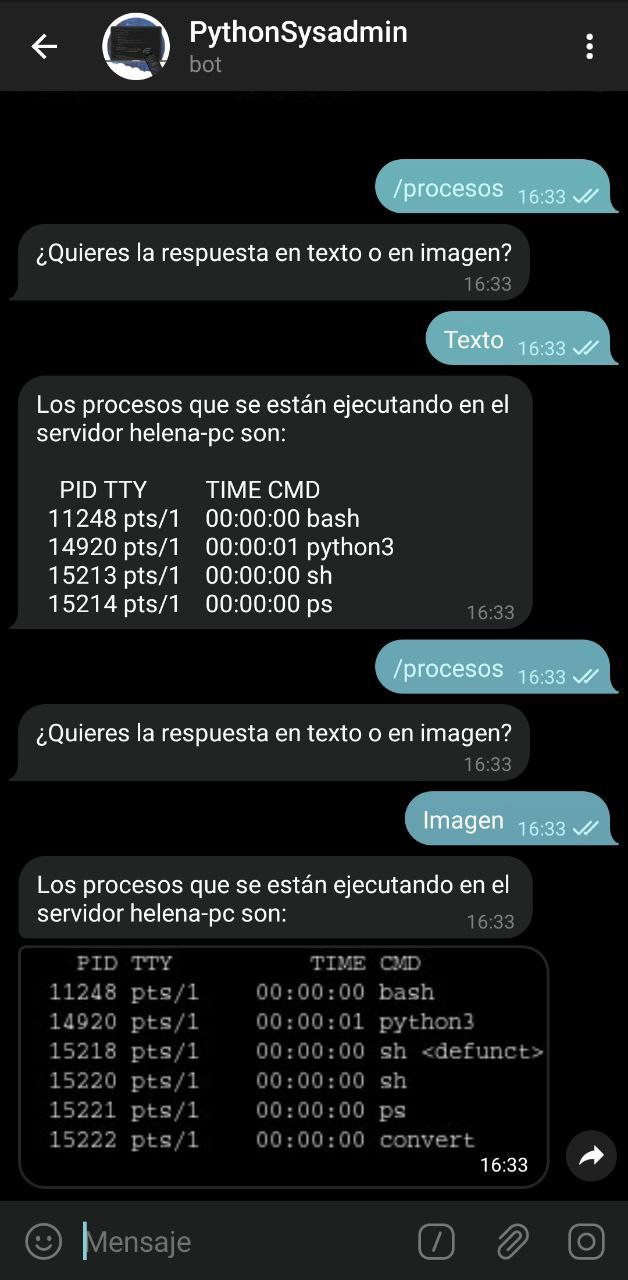 PythonSysadmin
bot
/procesos 16:33
¿Quieres la respuesta en texto o en imagen?
16:33
Texto 16:33
Los procesos que se están ejecutando en el
servidor helena-pc son:
PID TTY TIME CMD
11248 pts/1 00:00:00 bash
14920 pts/1 00:00:01 python3
15213 pts/1 00:00:00 sh
15214 pts/1 00:00:00 ps
16:33
/procesos 16:33
¿Quieres la respuesta en texto o en imagen?
16:33
Imagen 16:33
Los procesos que se están ejecutando en el
servidor helena-pc son: 16:33
PID TTY TIME CMD
11248 pts/1 00:00:00 bash
14920 pts/1 00:00:01 python3
15218 pts/1 00:00:00 sh <defunct>
15220 pts/1 00:00:00 sh
15221 pts/1 00:00:00 ps
15222 pts/1 00:00:00 convert
16:33
Mensaje